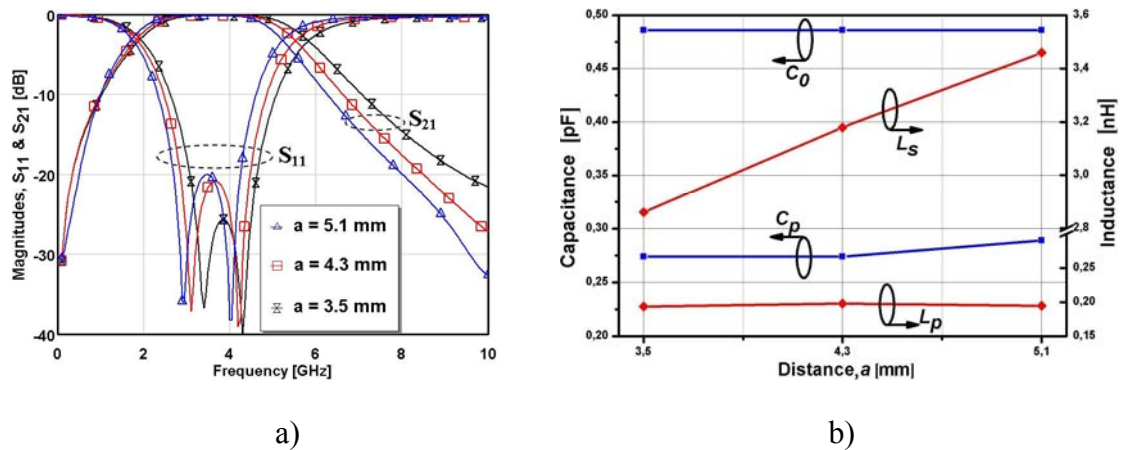 Magnitudes, S11 & S21 [dB]
0
-10
-20
-30
-40
S21
S11
a = 5.1 mm
a = 4.3 mm
a = 3.5 mm
0 2 4 6 8 10
Frequency [GHz]
a)
Capacitance [pF]
0,50
0,45
0,40
0,35
0,30
0,25
0,20
C0
Ls
Cp
Lp
3,6
3,4
3,2
3,0
2,8
0,25
0,20
0,15
Inductance [nH]
3,5 4,3 5,1
Distance, a [mm]
b)